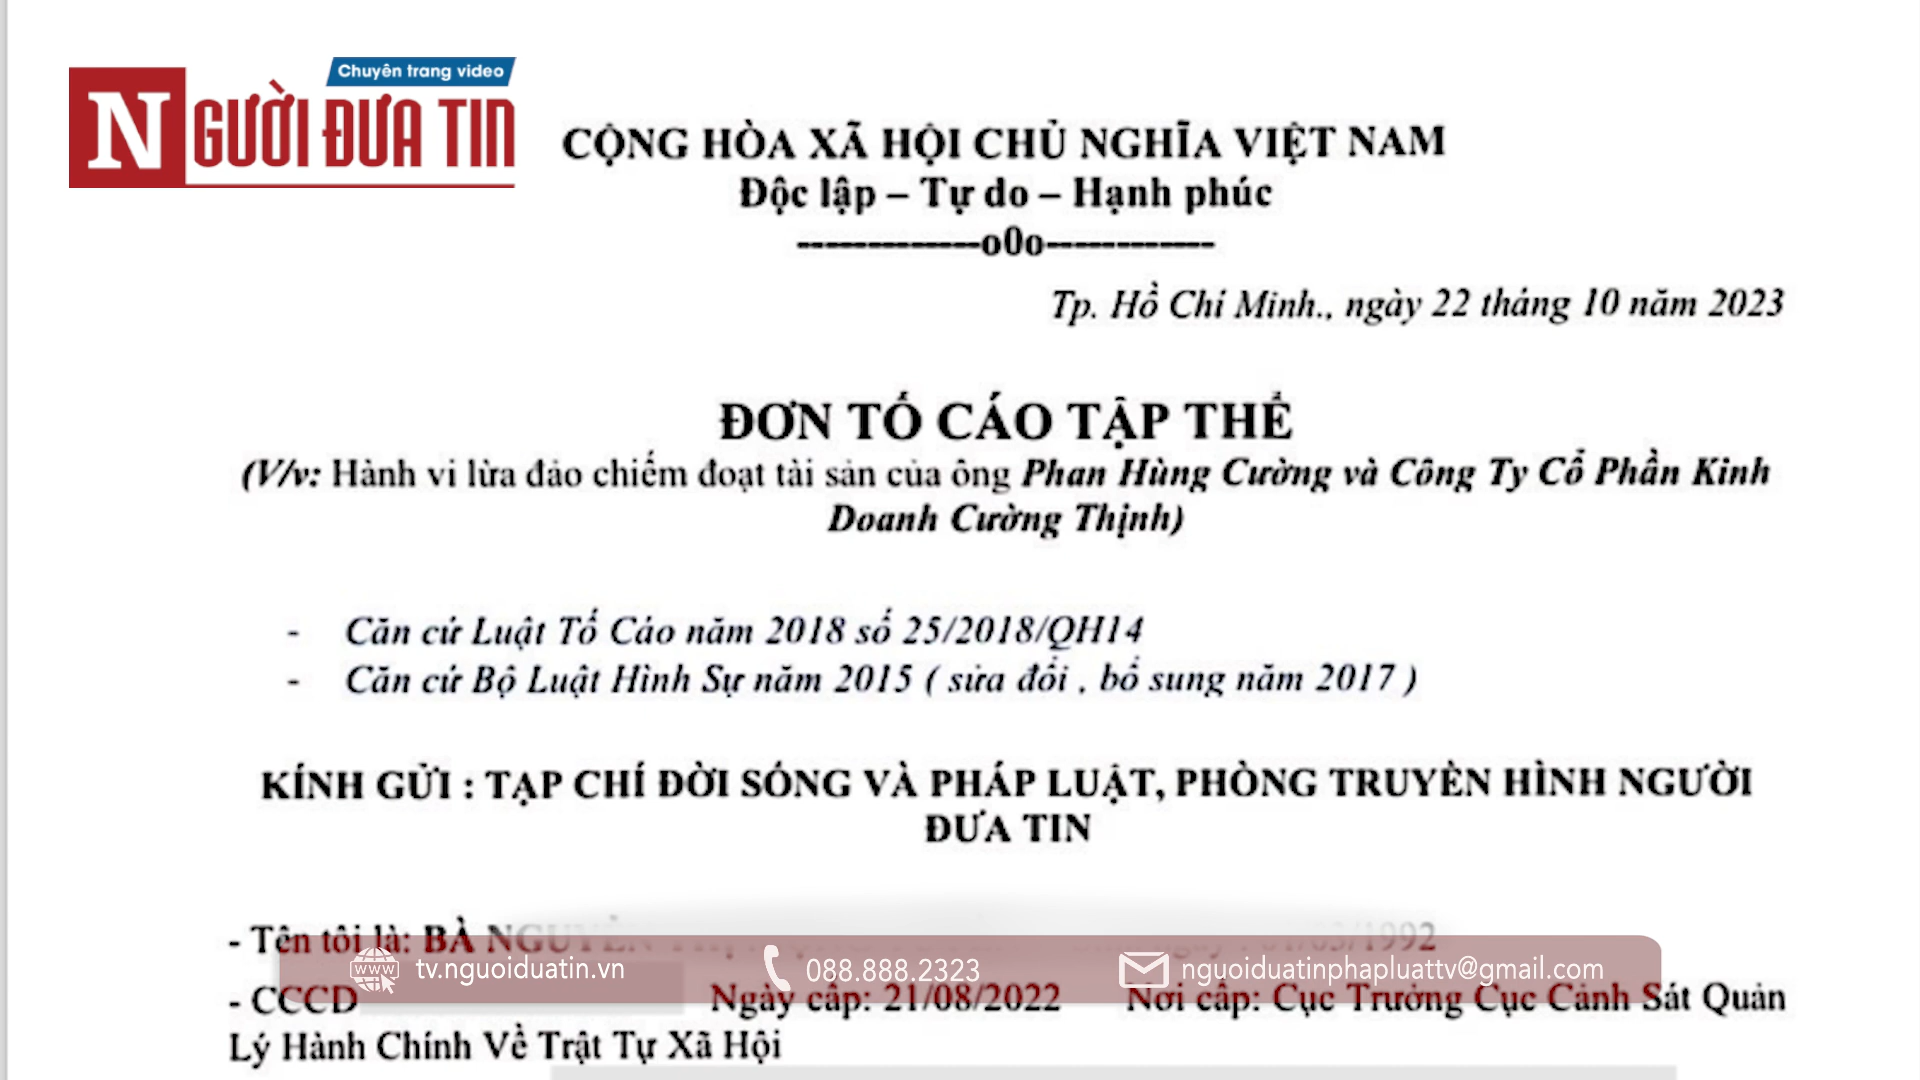 Chuyên trang video
NGƯỜI ĐƯA TIN
CỘNG HÒA XÃ HỘI CHỦ NGHĨA VIỆT NAM
Độc lập – Tự do – Hạnh phúc
-------------o0o------------
Tp. Hồ Chí Minh., ngày 22 tháng 10 năm 2023
ĐƠN TỐ CÁO TẬP THỂ
(V/v: Hành vi lừa đảo chiếm đoạt tài sản của ông Phan Hùng Cường và Công Ty Cổ Phần Kinh
Doanh Cường Thịnh)
- Căn cứ Luật Tố Cáo năm 2018 số 25/2018/QH14
- Căn cứ Bộ Luật Hình Sự năm 2015 ( sửa đổi , bổ sung năm 2017 )
KÍNH GỬI : TẠP CHÍ ĐỜI SỐNG VÀ PHÁP LUẬT, PHÒNG TRUYỀN HÌNH NGƯỜI
ĐƯA TIN
- Tên tôi là: BÀ NGUYỄN
www tv.nguoiduatin.vn 088.888.2323 nguoiduatinphapluattv@gmail.com
- CCCD Ngày cấp: 21/08/2022 Nơi cấp: Cục Trưởng Cục Cảnh Sát Quản
Lý Hành Chính Về Trật Tự Xã Hội